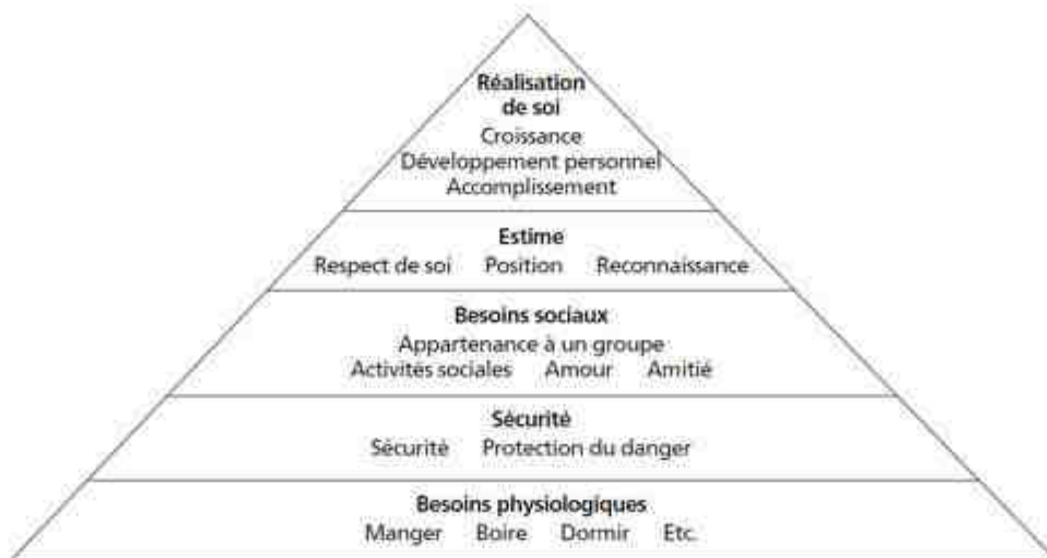 Réalisation
de soi
Croissance
Développement personnel
Accomplissement
Estime
Respect de soi Position Reconnaissance
Besoins sociaux
Appartenance à un groupe
Activités sociales Amour Amitié
Sécurité
Sécurité Protection du danger
Besoins physiologiques
Manger Boire Dormir Etc.